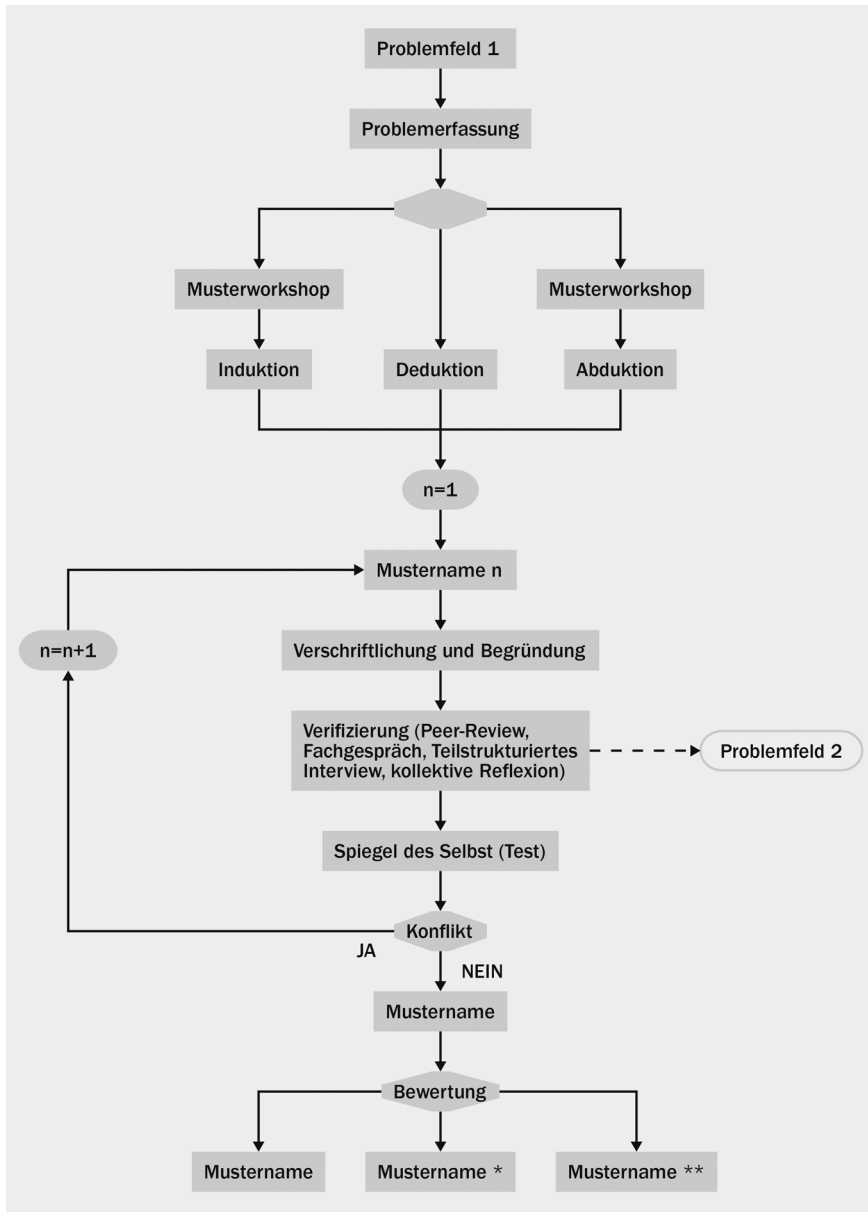 Problemfeld 1
Problemerfassung
Musterworkshop
Musterworkshop
Induktion
Deduktion
Abduktion
n=1
Mustername n
n=n+1
Verschriftlichung und Begründung
Verifizierung (Peer-Review,
Fachgespräch, Teilstrukturiertes
Interview, kollektive Reflexion)
Problemfeld 2
Spiegel des Selbst (Test)
Konflikt
JA
NEIN
Mustername
Bewertung
Mustername
Mustername *
Mustername **